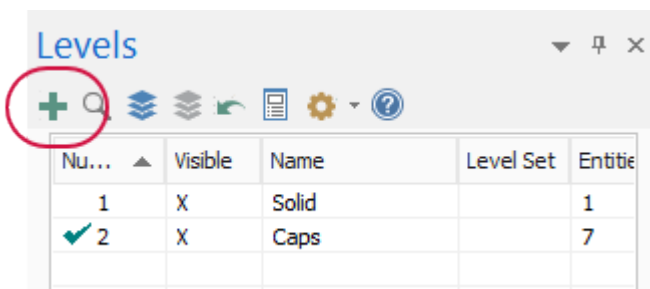 Levels
Nu... Visible Name Level Set Entitie
1 X Solid 1
2 X Caps 7